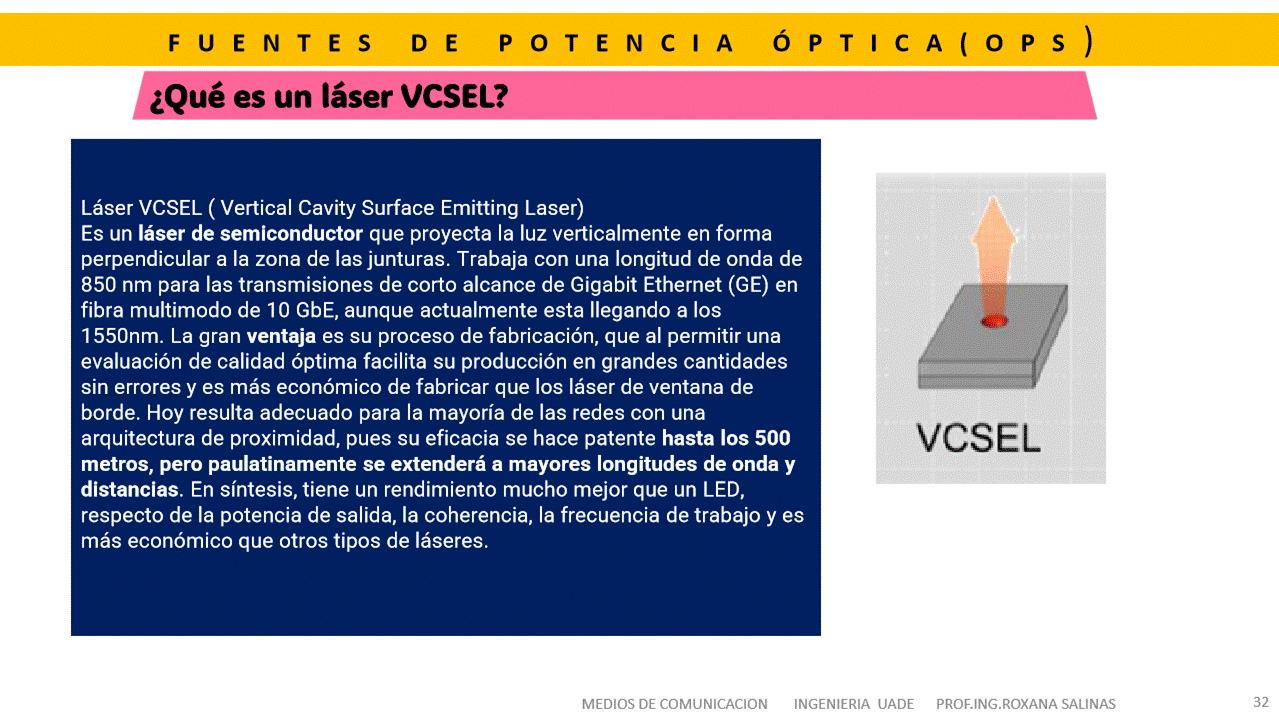 FUENTES DE POTENCIA ÓPTICA(OPS)
¿Qué es un láser VCSEL?
Láser VCSEL ( Vertical Cavity Surface Emitting Laser)
Es un láser de semiconductor que proyecta la luz verticalmente en forma
perpendicular a la zona de las junturas. Trabaja con una longitud de onda de
850 nm para las transmisiones de corto alcance de Gigabit Ethernet (GE) en
fibra multimodo de 10 GbE, aunque actualmente esta llegando a los
1550nm. La gran ventaja es su proceso de fabricación, que al permitir una
evaluación de calidad óptima facilita su producción en grandes cantidades
sin errores y es más económico de fabricar que los láser de ventana de
borde. Hoy resulta adecuado para la mayoría de las redes con una
arquitectura de proximidad, pues su eficacia se hace patente hasta los 500
metros, pero paulatinamente se extenderá a mayores longitudes de onda y
distancias. En síntesis, tiene un rendimiento mucho mejor que un LED,
respecto de la potencia de salida, la coherencia, la frecuencia de trabajo y es
más económico que otros tipos de láseres.
VCSEL
MEDIOS DE COMUNICACION INGENIERIA UADE PROF.ING.ROXANA SALINAS
32